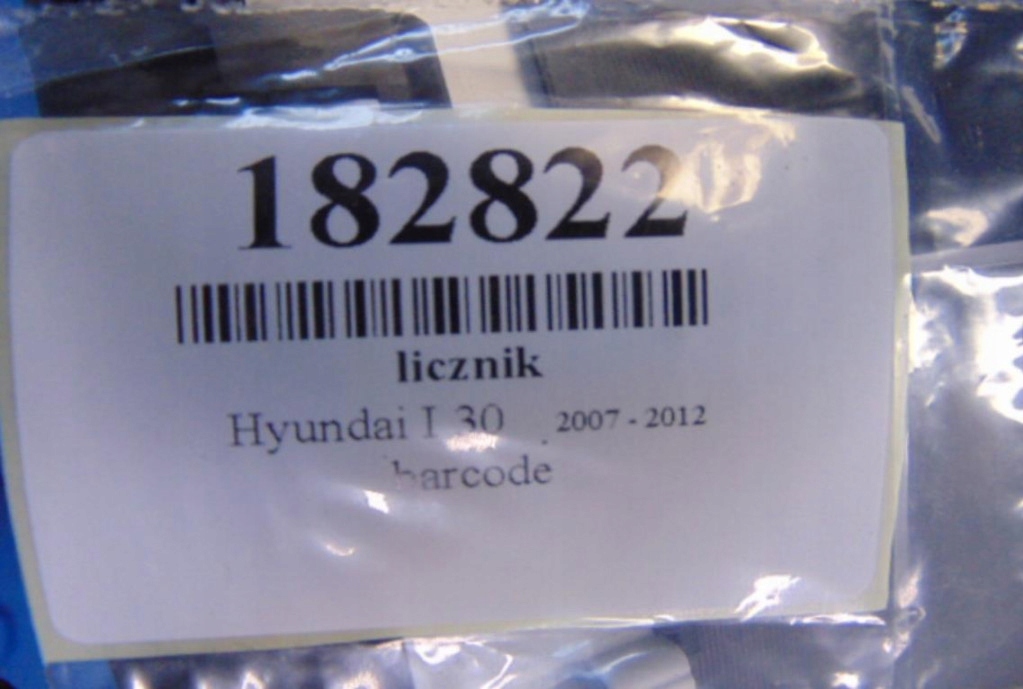 182822
licznik
Hyundai I 30 2007 - 2012
barcode